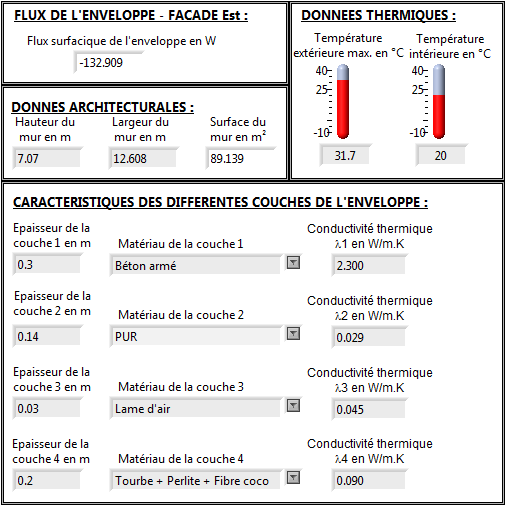 FLUX DE L'ENVELOPPE - FACADE Est :
Flux surfacique de l'enveloppe en W
-132.909
DONNEES THERMIQUES :
Température
extérieure max. en °C
Température
intérieure en °C
40
25
-10
40
25
-10
31.7
20
DONNES ARCHITECTURALES :
Hauteur du
mur en m
Largeur du
mur en m
Surface du
mur en m²
7.07
12.608
89.139
CARACTERISTIQUES DES DIFFERENTES COUCHES DE L'ENVELOPPE :
Epaisseur de la
couche 1 en m
Matériau de la couche 1
Conductivité thermique
λ1 en W/m.K
0.3
Béton armé
2.300
Epaisseur de la
couche 2 en m
Matériau de la couche 2
Conductivité thermique
λ2 en W/m.K
0.14
PUR
0.029
Epaisseur de la
couche 3 en m
Matériau de la couche 3
Conductivité thermique
λ3 en W/m.K
0.03
Lame d'air
0.045
Epaisseur de la
couche 4 en m
Matériau de la couche 4
Conductivité thermique
λ4 en W/m.K
0.2
Tourbe + Perlite + Fibre coco
0.090